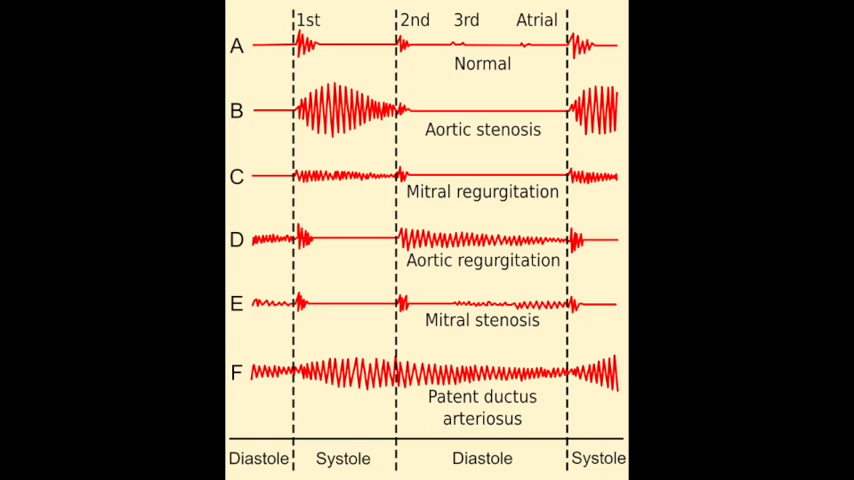 1st 2nd 3rd Atrial
A
Normal
B
Aortic stenosis
C
Mitral regurgitation
D
Aortic regurgitation
E
Mitral stenosis
F
Patent ductus
arteriosus
Diastole Systole Diastole Systole